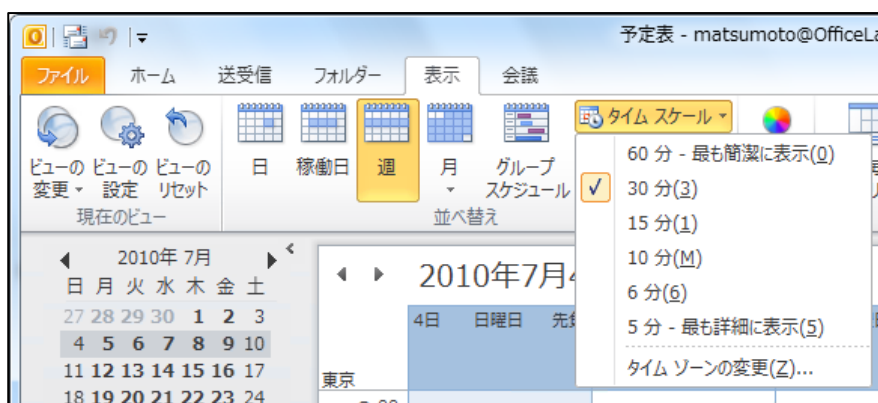 予定表 - matsumoto@OfficeLa
ファイル ホーム 送受信 フォルダー 表示 会議
ビューの変更 ビューの設定 ビューのリセット
現在のビュー
日 稼働日 週 月 グループ スケジュール
並べ替え
タイム スケール
60 分 - 最も簡潔に表示(0)
30 分(3)
15 分(1)
10 分(M)
6 分(6)
5 分 - 最も詳細に表示(5)
タイム ゾーンの変更(Z)...
2010年 7月
日 月 火 水 木 金 土
27 28 29 30 1 2 3
4 5 6 7 8 9 10
11 12 13 14 15 16 17
18 19 20 21 22 23 24
2010年7月4
4日 日曜日 先負
東京